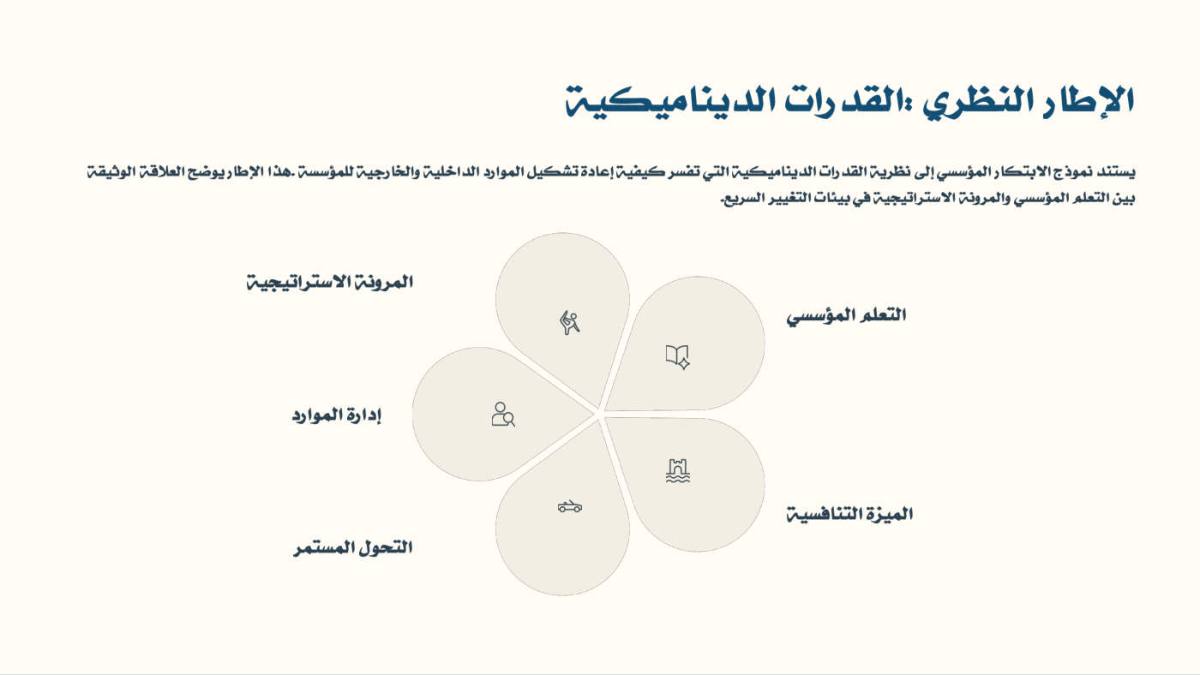 الإطار النظري :القدرات الديناميكية
يستند نموذج الابتكار المؤسسي إلى نظرية القدرات الديناميكية التي تفسر كيفية إعادة تشكيل الموارد الداخلية والخارجية للمؤسسة .هذا الإطار يوضح العلاقة الوثيقة
بين التعلم المؤسسي والمرونة الاستراتيجية في بيئات التغيير السريع.
المرونة الاستراتيجية
التعلم المؤسسي
إدارة الموارد
الميزة التنافسية
التحول المستمر